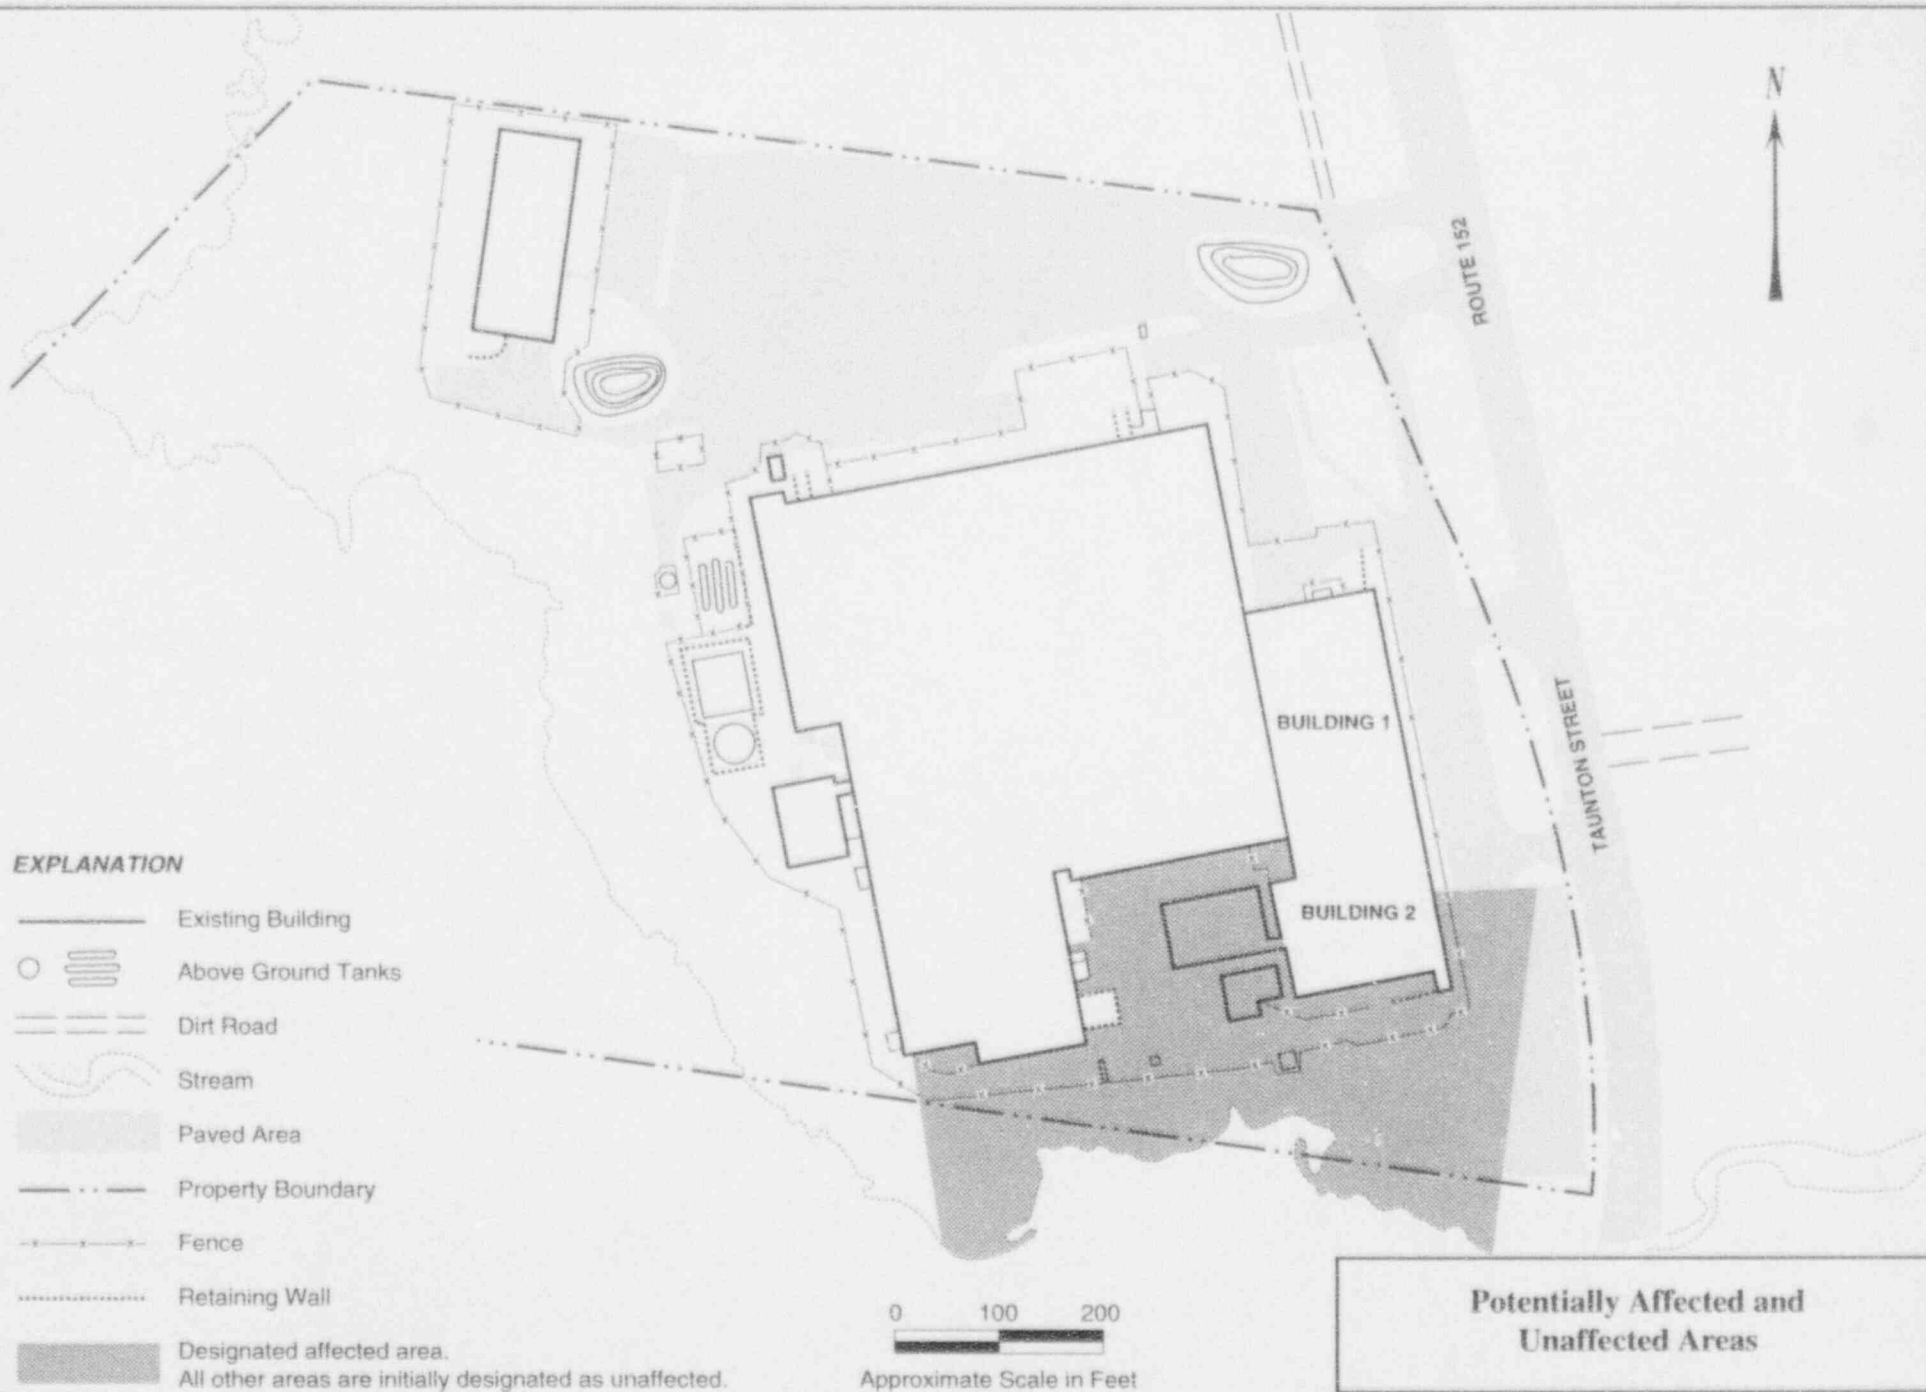 N
ROUTE 152
TAUNTON STREET
BUILDING 1
BUILDING 2
EXPLANATION
Existing Building
Above Ground Tanks
Dirt Road
Stream
Paved Area
Property Boundary
Fence
Retaining Wall
Designated affected area.
All other areas are initially designated as unaffected.
0 100 200
Approximate Scale in Feet
Potentially Affected and
Unaffected Areas